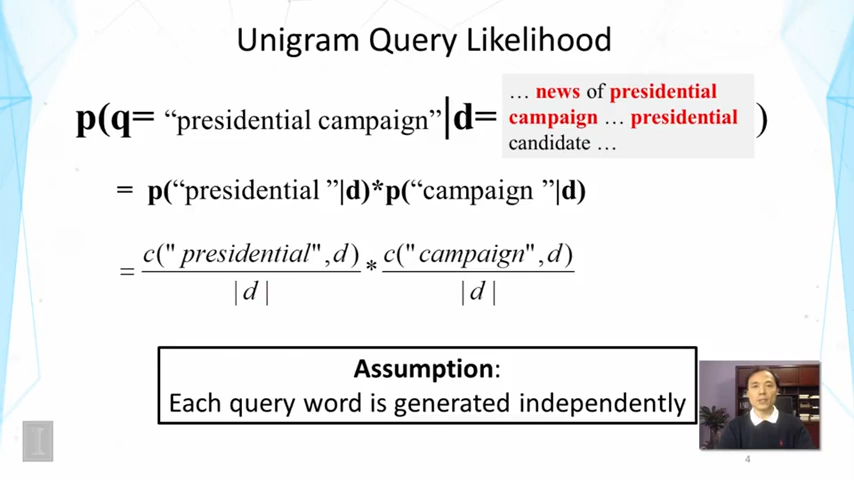 Unigram Query Likelihood
… news of presidential
p(q= “presidential campaign”|d= campaign … presidential )
candidate …
= p(“presidential ”|d)*p(“campaign ”|d)
= c(" presidential", d) / |d| * c(" campaign", d) / |d|
Assumption:
Each query word is generated independently
I
4